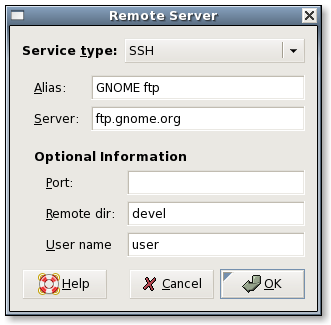 Remote Server
Service type: SSH
Alias: GNOME ftp
Server: ftp.gnome.org
Optional Information
Port:
Remote dir: devel
User name user
Help Cancel OK